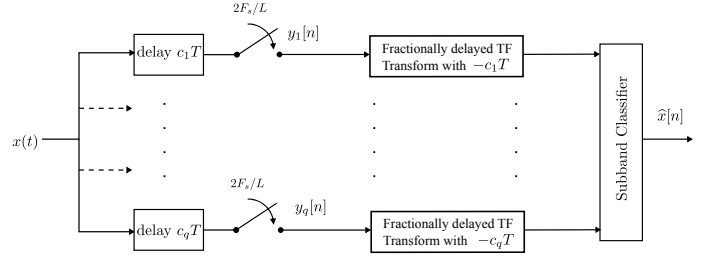 2F_s/L
delay c_1T
y_1[n]
Fractionally delayed TF
Transform with −c_1T
x(t)
Subband Classifier
x̂[n]
2F_s/L
delay c_qT
y_q[n]
Fractionally delayed TF
Transform with −c_qT